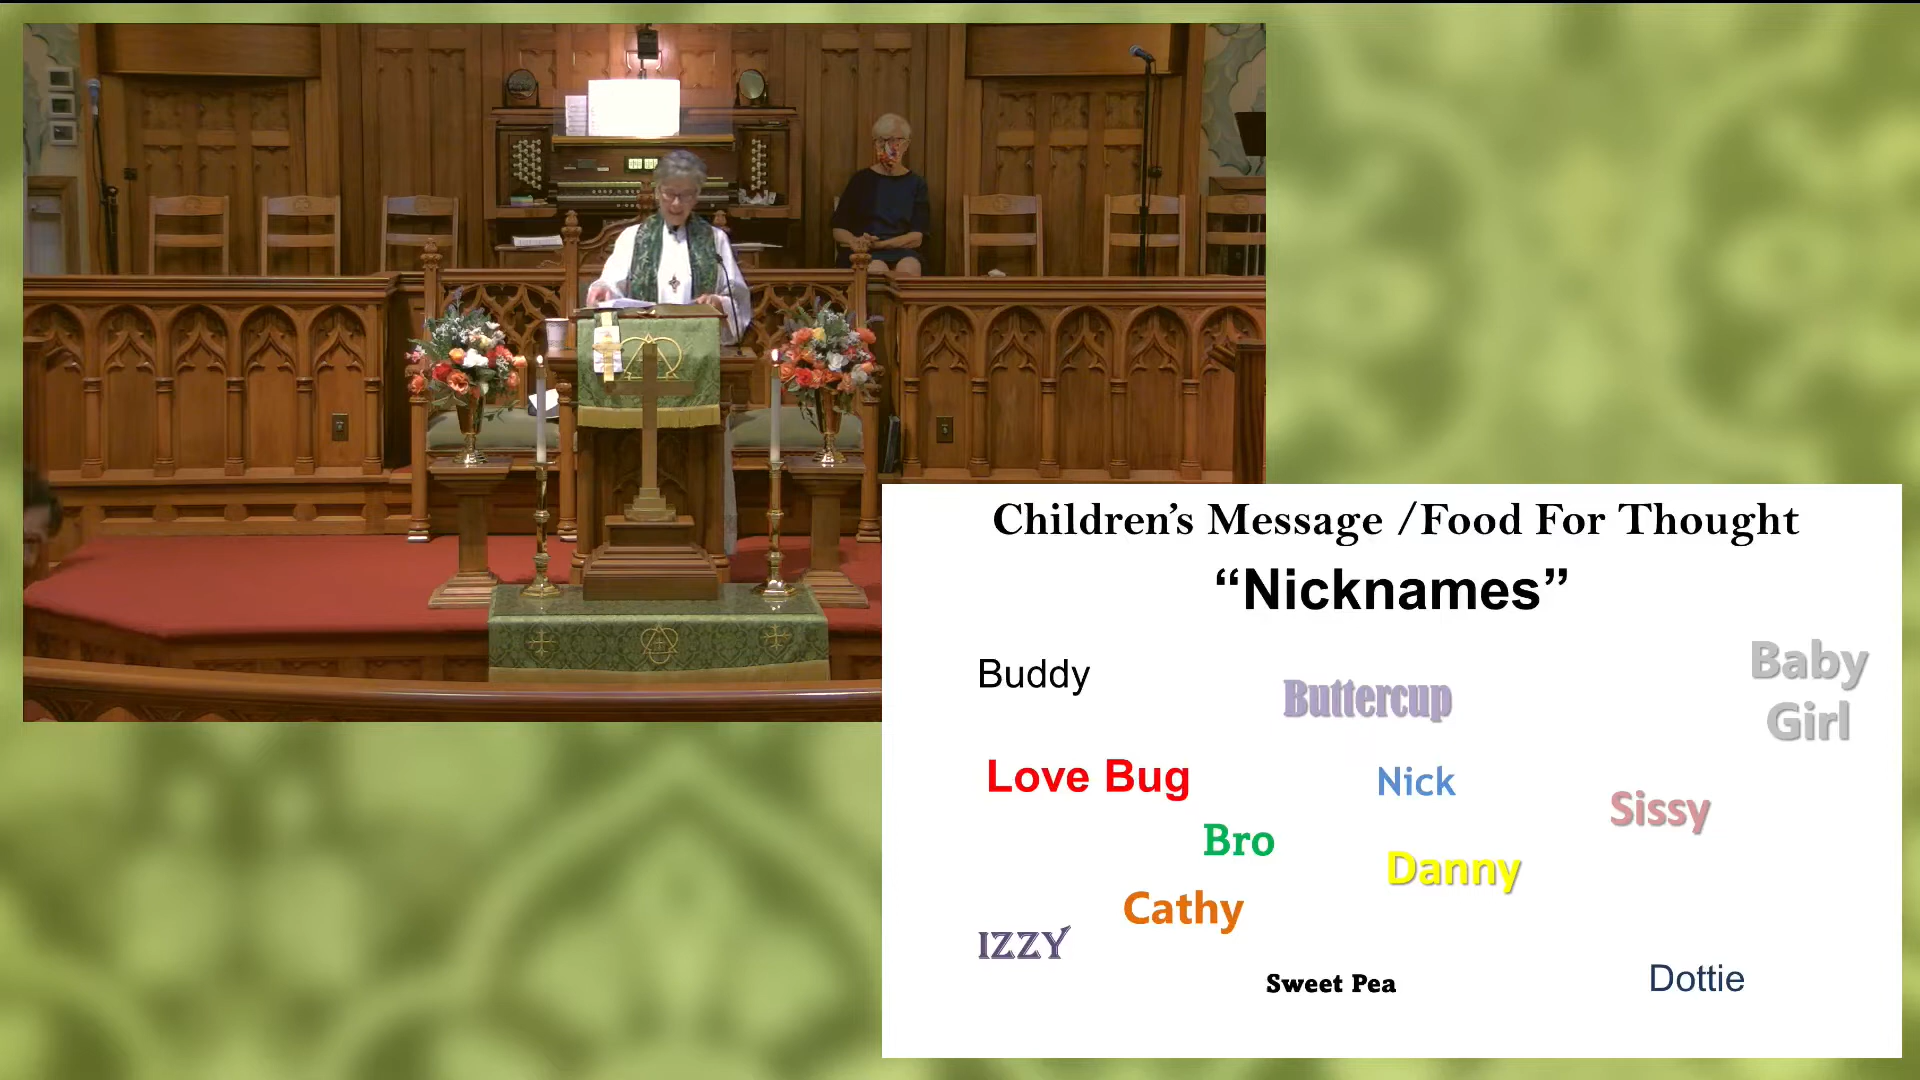 Children's Message /Food For Thought
“Nicknames”
Buddy
Buttercup
Baby
Girl
Love Bug
Nick
Sissy
Bro
Danny
Cathy
IZZY
Sweet Pea
Dottie